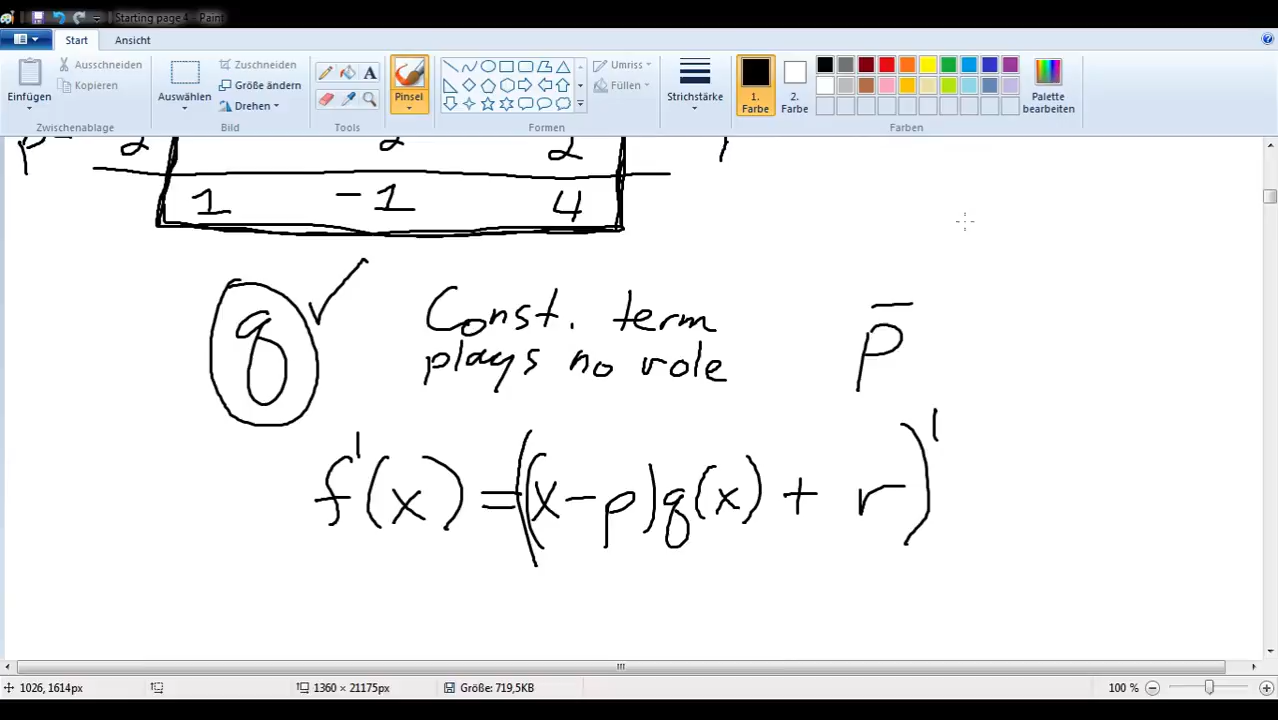 Starting page 4 - Paint
Start Ansicht
Einfügen
Ausschneiden
Kopieren
Zwischenablage
Auswählen
Zuschneiden
Größe ändern
Drehen
Bild
A
Tools
Pinsel
Umriss
Füllen
Formen
Strichstärke
1. Farbe
2. Farbe
Farben
Palette bearbeiten
2 2 2
1 -1 4
q ✓
Const. term
plays no role
p̅
f'(x) = ((x-p)q(x) + r)'
1026, 1614px
1360 × 21175px
Größe: 719,5KB
100 %